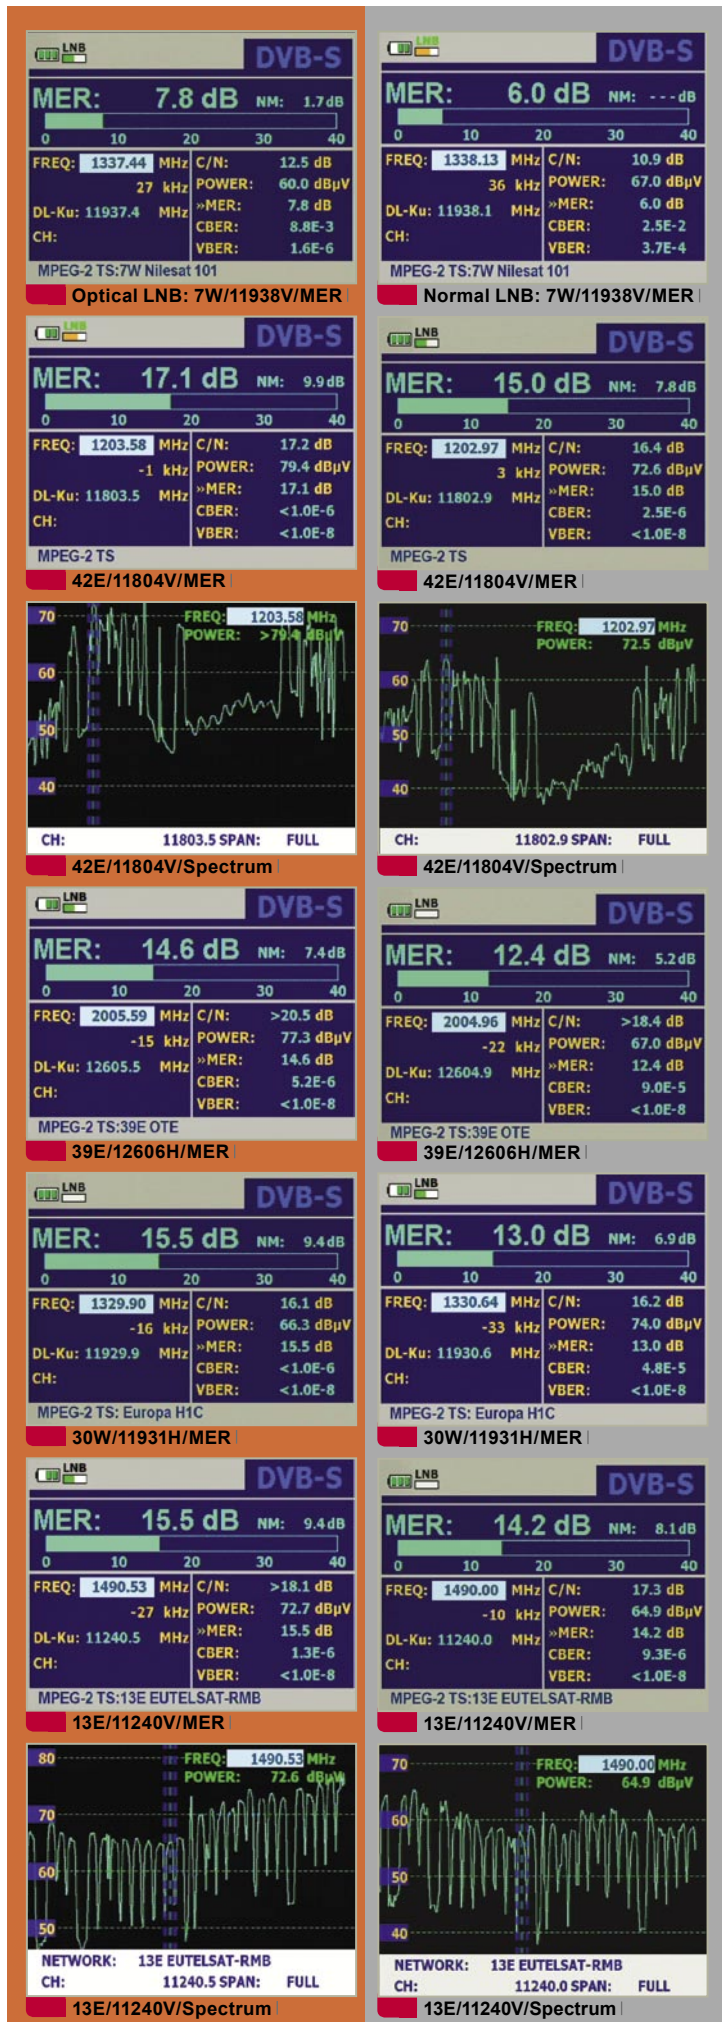 LNB
DVB-S
MER: 7.8 dB NM: 1.7 dB
0 10 20 30 40
FREQ: 1337.44 MHz C/N: 12.5 dB
27 kHz POWER: 60.0 dBµV
DL-Ku: 11937.4 MHz »MER: 7.8 dB
CBER: 8.8E-3
CH:
VBER: 1.6E-6
MPEG-2 TS:7W Nilesat 101
Optical LNB: 7W/11938V/MER
LNB
DVB-S
MER: 6.0 dB NM: ---dB
0 10 20 30 40
FREQ: 1338.13 MHz C/N: 10.9 dB
36 kHz POWER: 67.0 dBµV
DL-Ku: 11938.1 MHz »MER: 6.0 dB
CBER: 2.5E-2
CH:
VBER: 3.7E-4
MPEG-2 TS:7W Nilesat 101
Normal LNB: 7W/11938V/MER
LNB
DVB-S
MER: 17.1 dB NM: 9.9 dB
0 10 20 30 40
FREQ: 1203.58 MHz C/N: 17.2 dB
-1 kHz POWER: 79.4 dBµV
DL-Ku: 11803.5 MHz »MER: 17.1 dB
CBER: <1.0E-6
CH:
VBER: <1.0E-8
MPEG-2 TS
42E/11804V/MER
LNB
DVB-S
MER: 15.0 dB NM: 7.8 dB
0 10 20 30 40
FREQ: 1202.97 MHz C/N: 16.4 dB
3 kHz POWER: 72.6 dBµV
DL-Ku: 11802.9 MHz »MER: 15.0 dB
CBER: 2.5E-6
CH:
VBER: <1.0E-8
MPEG-2 TS
42E/11804V/MER
70
FREQ: 1203.58 MHz
POWER: >79.4 dBµV
60
50
40
CH: 11803.5 SPAN: FULL
42E/11804V/Spectrum
70
FREQ: 1202.97 MHz
POWER: 72.5 dBµV
60
50
40
CH: 11802.9 SPAN: FULL
42E/11804V/Spectrum
LNB
DVB-S
MER: 14.6 dB NM: 7.4 dB
0 10 20 30 40
FREQ: 2005.59 MHz C/N: >20.5 dB
-15 kHz POWER: 77.3 dBµV
DL-Ku: 12605.5 MHz »MER: 14.6 dB
CBER: 5.2E-6
CH:
VBER: <1.0E-8
MPEG-2 TS:39E OTE
39E/12606H/MER
LNB
DVB-S
MER: 12.4 dB NM: 5.2 dB
0 10 20 30 40
FREQ: 2004.96 MHz C/N: >18.4 dB
-22 kHz POWER: 67.0 dBµV
DL-Ku: 12604.9 MHz »MER: 12.4 dB
CBER: 9.0E-5
CH:
VBER: <1.0E-8
MPEG-2 TS:39E OTE
39E/12606H/MER
LNB
DVB-S
MER: 15.5 dB NM: 9.4 dB
0 10 20 30 40
FREQ: 1329.90 MHz C/N: 16.1 dB
-16 kHz POWER: 66.3 dBµV
DL-Ku: 11929.9 MHz »MER: 15.5 dB
CBER: <1.0E-6
CH:
VBER: <1.0E-8
MPEG-2 TS: Europa H1C
30W/11931H/MER
LNB
DVB-S
MER: 13.0 dB NM: 6.9 dB
0 10 20 30 40
FREQ: 1330.64 MHz C/N: 16.2 dB
-33 kHz POWER: 74.0 dBµV
DL-Ku: 11930.6 MHz »MER: 13.0 dB
CBER: 4.8E-5
CH:
VBER: <1.0E-8
MPEG-2 TS: Europa H1C
30W/11931H/MER
LNB
DVB-S
MER: 15.5 dB NM: 9.4 dB
0 10 20 30 40
FREQ: 1490.53 MHz C/N: >18.1 dB
-27 kHz POWER: 72.7 dBµV
DL-Ku: 11240.5 MHz »MER: 15.5 dB
CBER: 1.3E-6
CH:
VBER: <1.0E-8
MPEG-2 TS:13E EUTELSAT-RMB
13E/11240V/MER
LNB
DVB-S
MER: 14.2 dB NM: 8.1 dB
0 10 20 30 40
FREQ: 1490.00 MHz C/N: 17.3 dB
-10 kHz POWER: 64.9 dBµV
DL-Ku: 11240.0 MHz »MER: 14.2 dB
CBER: 9.3E-6
CH:
VBER: <1.0E-8
MPEG-2 TS:13E EUTELSAT-RMB
13E/11240V/MER
80
FREQ: 1490.53 MHz
POWER: 72.6 dBµV
70
60
50
NETWORK: 13E EUTELSAT-RMB
CH: 11240.5 SPAN: FULL
13E/11240V/Spectrum
70
FREQ: 1490.00 MHz
POWER: 64.9 dBµV
60
50
40
NETWORK: 13E EUTELSAT-RMB
CH: 11240.0 SPAN: FULL
13E/11240V/Spectrum